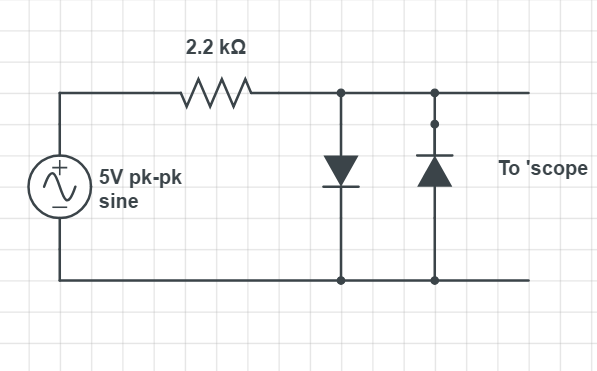 2.2 kΩ
5V pk-pk
sine
To 'scope